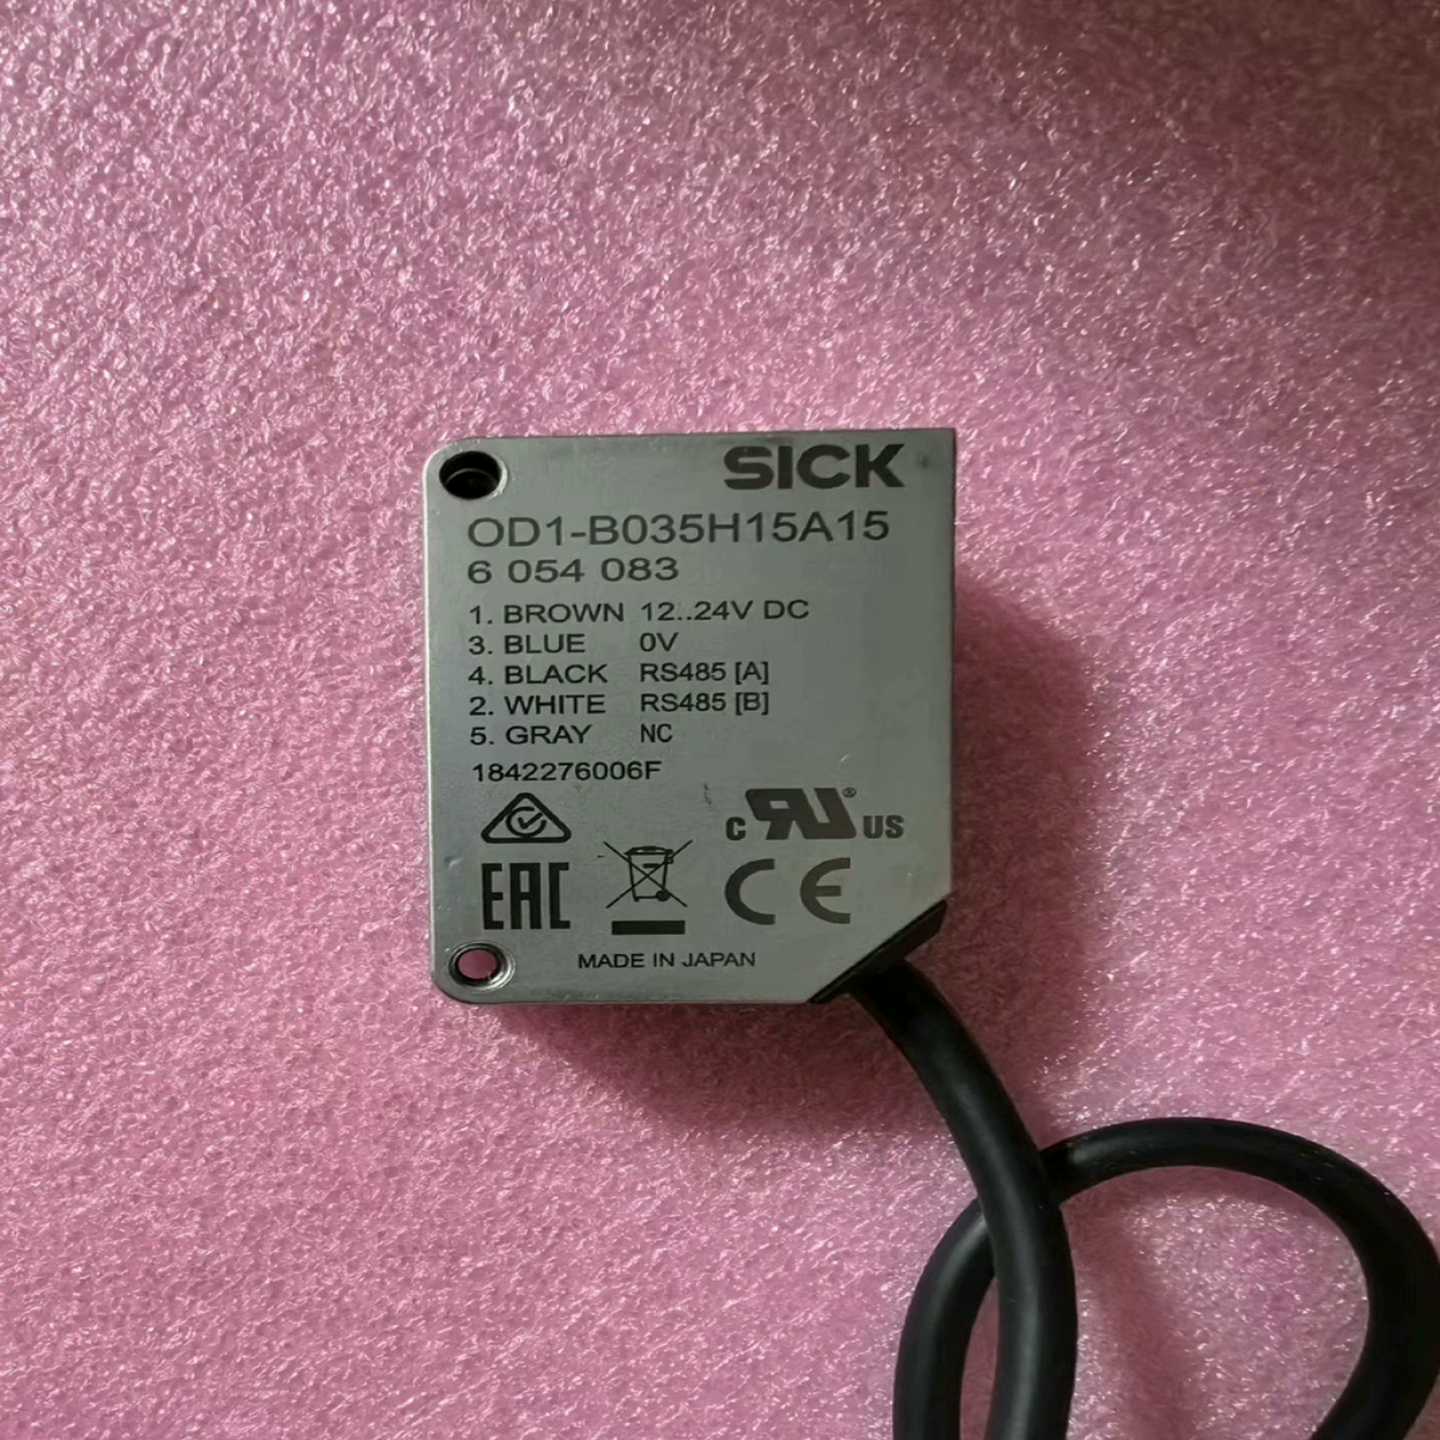 SICK
OD1-B035H15A15
6 054 083
1. BROWN 12..24V DC
3. BLUE 0V
4. BLACK RS485 [A]
2. WHITE RS485 [B]
5. GRAY NC
1842276006F
c RU® US
EAC
CE
MADE IN JAPAN